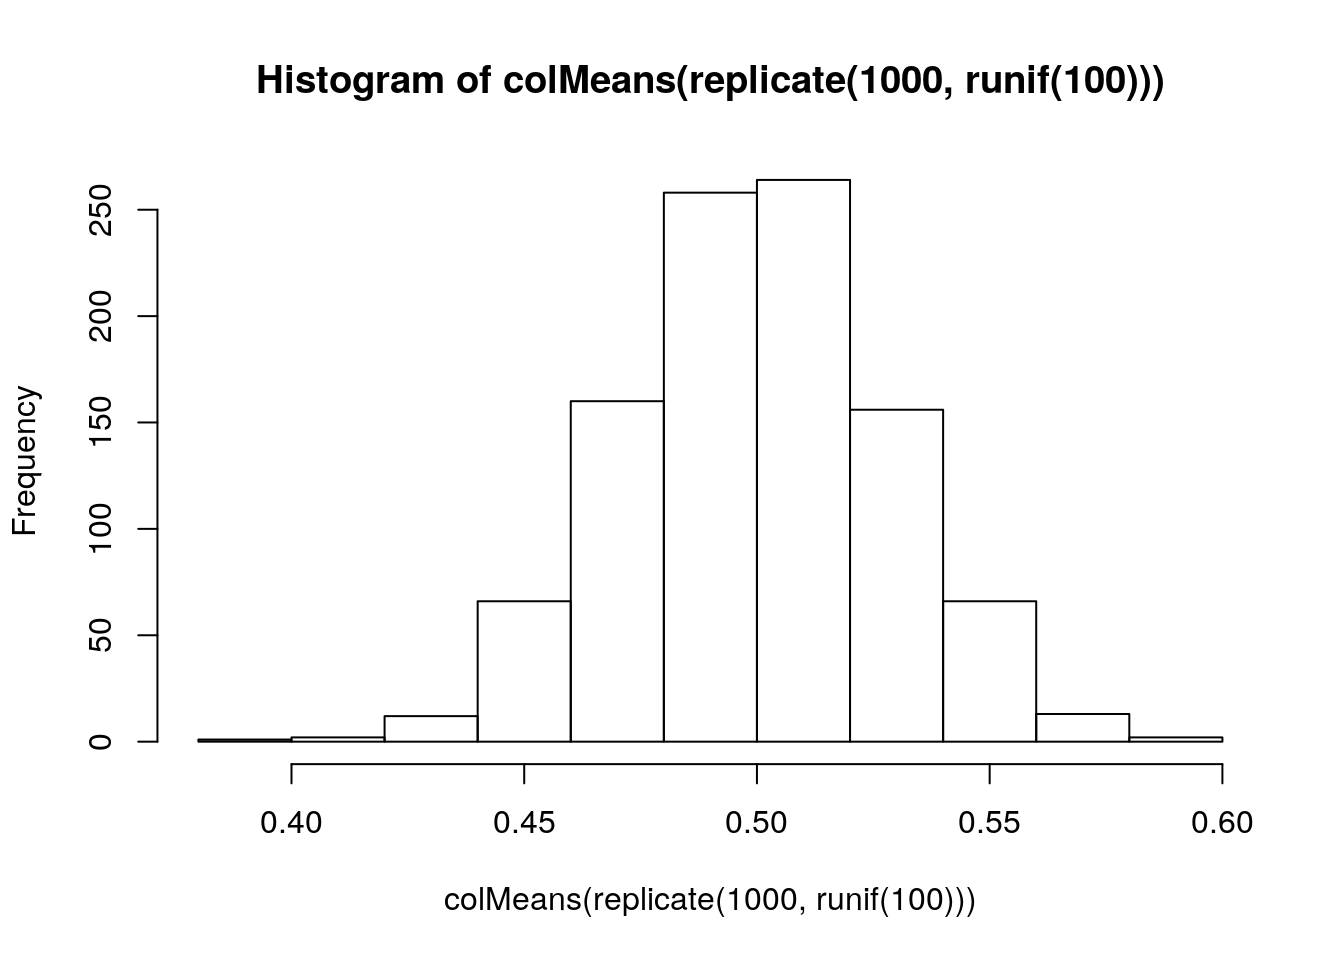 Histogram of colMeans(replicate(1000, runif(100)))
Frequency
250
200
150
100
50
0
0.40 0.45 0.50 0.55 0.60
colMeans(replicate(1000, runif(100)))